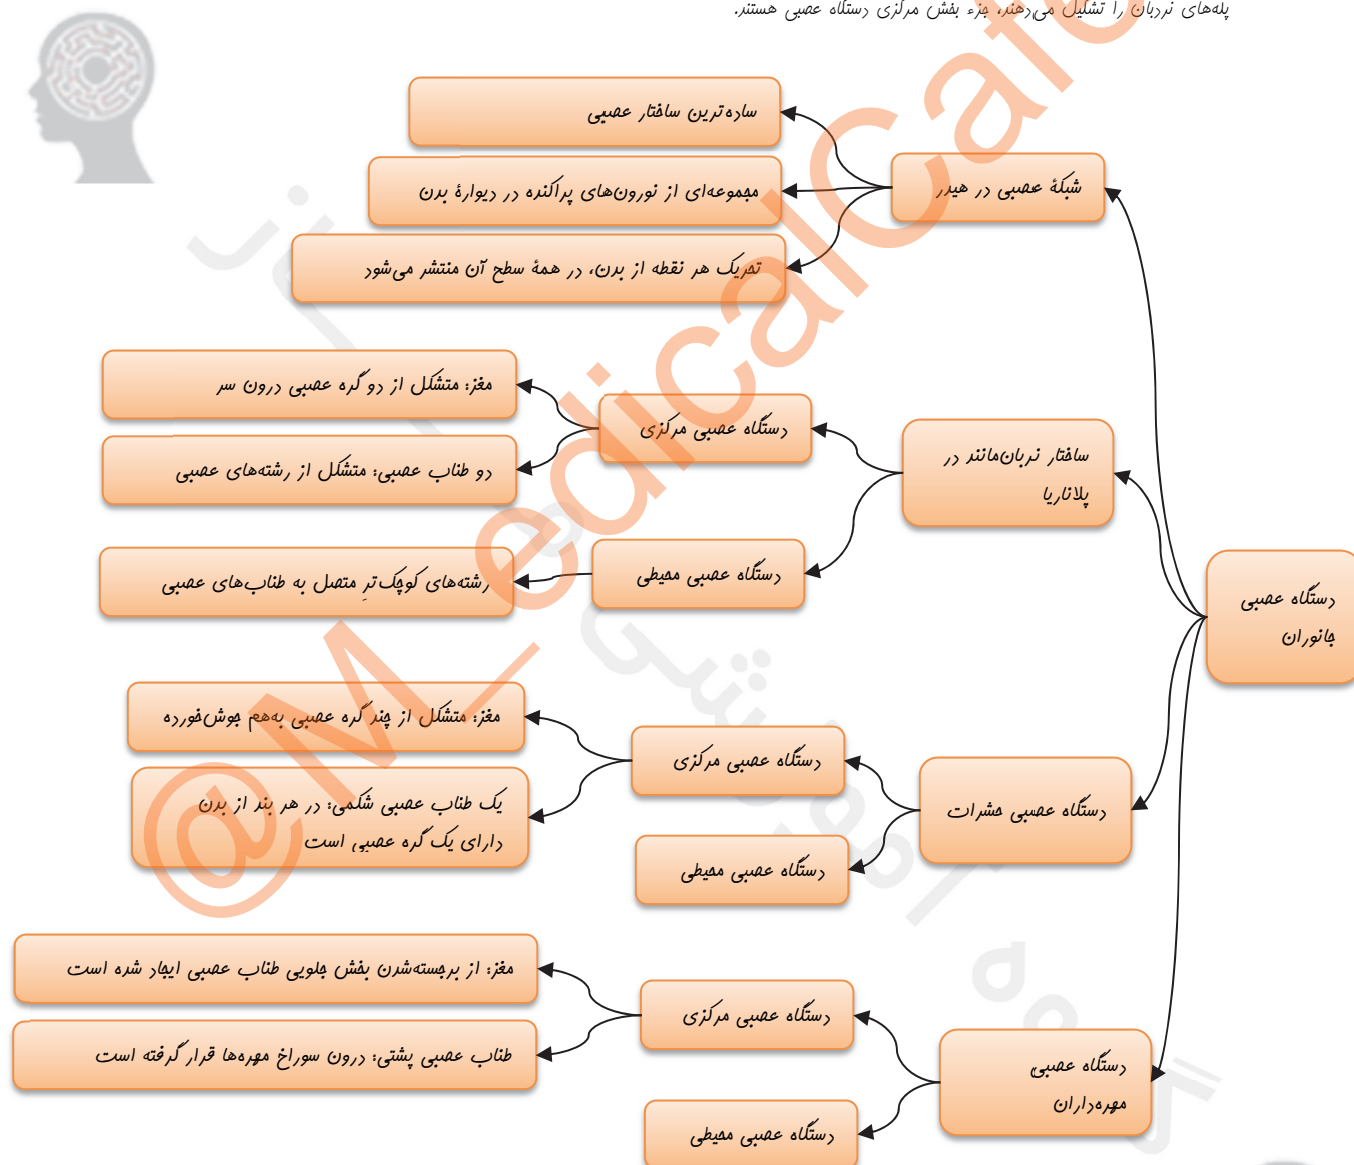 پله‌های نردبان را تشکیل می‌دهند، جزء بخش مرکزی دستگاه عصبی هستند.
دستگاه عصبی
جانوران
شبکهٔ عصبی در هیدر
ساده‌ترین ساختار عصبی
مجموعه‌ای از نورون‌های پراکنده در دیوارهٔ بدن
تحریک هر نقطه از بدن، در همهٔ سطح آن منتشر می‌شود
ساختار نربان‌مانند در
پلاناریا
دستگاه عصبی مرکزی
مغز: متشکل از دو گره عصبی درون سر
دو طناب عصبی: متشکل از رشته‌های عصبی
دستگاه عصبی محیطی
رشته‌های کوچک‌ترِ متصل به طناب‌های عصبی
دستگاه عصبی حشرات
دستگاه عصبی مرکزی
مغز: متشکل از چند گره عصبی به‌هم جوش‌خورده
یک طناب عصبی شکمی: در هر بند از بدن
دارای یک گره عصبی است
دستگاه عصبی محیطی
دستگاه عصبی
مهره‌داران
دستگاه عصبی مرکزی
مغز: از برجسته‌شدن بخش جلویی طناب عصبی ایجاد شده است
طناب عصبی پشتی: درون سوراخ مهره‌ها قرار گرفته است
دستگاه عصبی محیطی
@M_edicalCafe